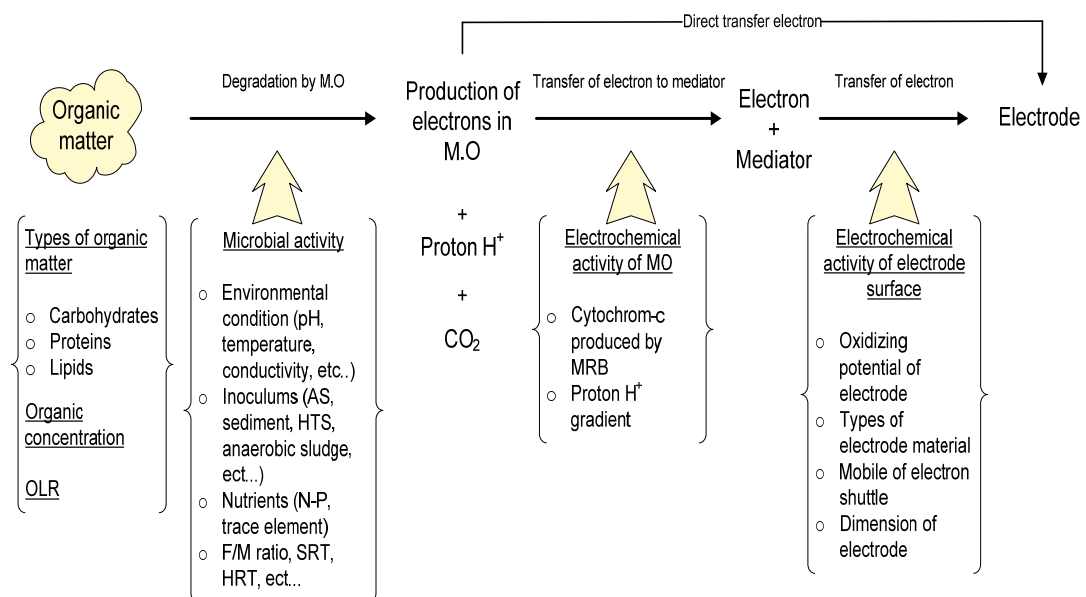 Direct transfer electron
Organic
matter
Degradation by M.O
Production of
electrons in
M.O
+
Proton H⁺
+
CO₂
Transfer of electron to mediator
Electron
+
Mediator
Transfer of electron
Electrode
Types of organic
matter
○ Carbohydrates
○ Proteins
○ Lipids
Organic
concentration
OLR
Microbial activity
○ Environmental
condition (pH,
temperature,
conductivity, etc..)
○ Inoculums (AS,
sediment, HTS,
anaerobic sludge,
ect...)
○ Nutrients (N-P,
trace element)
○ F/M ratio, SRT,
HRT, ect...
Electrochemical
activity of MO
○ Cytochrom-c
produced by
MRB
○ Proton H⁺
gradient
Electrochemical
activity of electrode
surface
○ Oxidizing
potential of
electrode
○ Types of
electrode material
○ Mobile of electron
shuttle
○ Dimension of
electrode